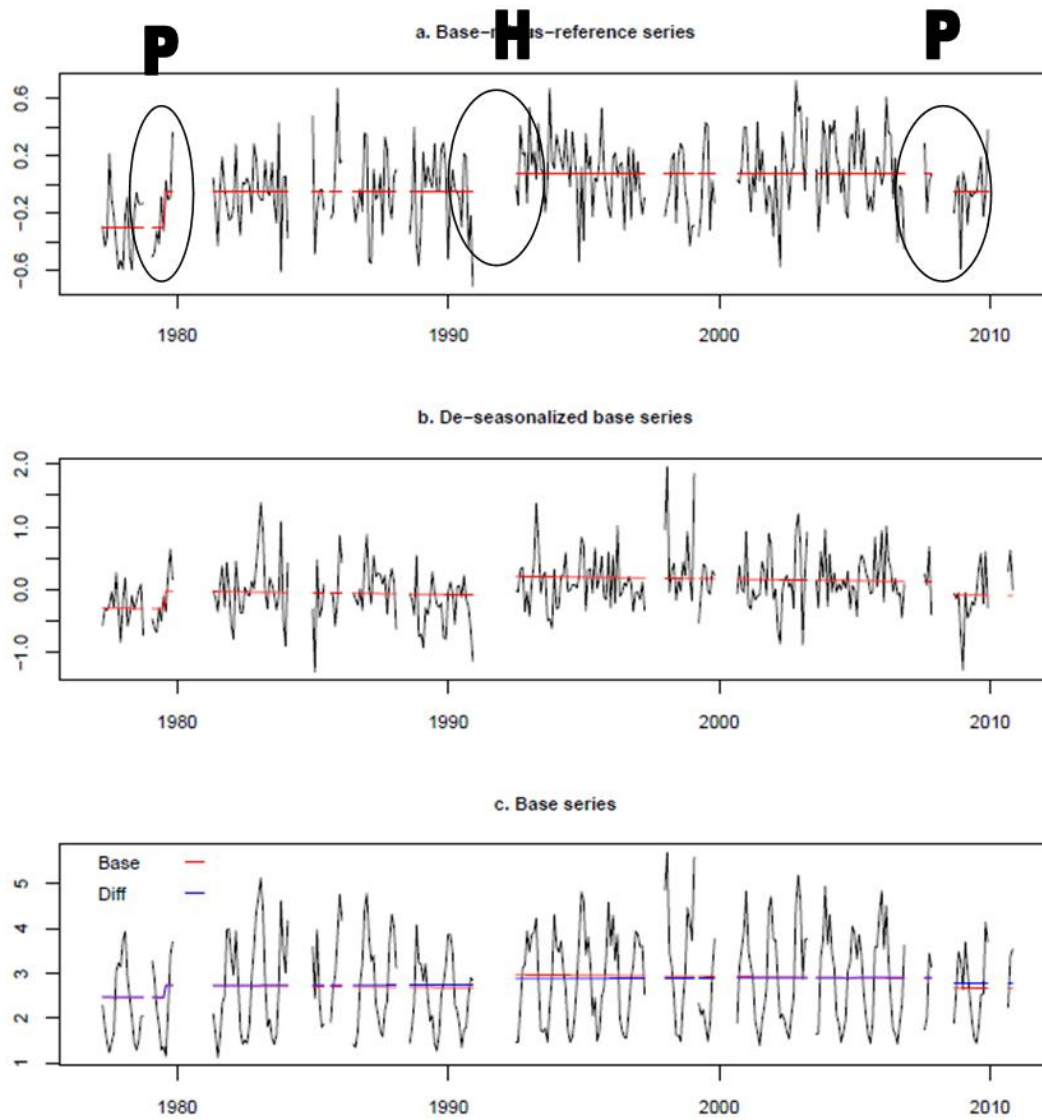 P H P
a. Base−minus−reference series
0.6
0.2
−0.2
−0.6
1980 1990 2000 2010
b. De−seasonalized base series
2.0
1.0
0.0
−1.0
1980 1990 2000 2010
c. Base series
Base
Diff
5
4
3
2
1
1980 1990 2000 2010